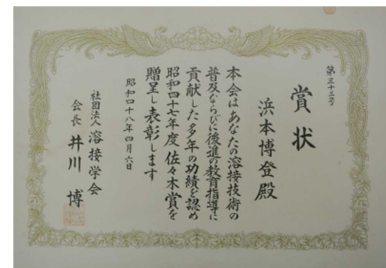 第三十三号
賞状
浜本博登殿
本会はあなたの溶接技術の
普及ならびに後進の教育指導に
貢献した多年の功績を認め
昭和四十七年度佐々木賞を
贈呈し表彰します
昭和四十八年四月六日
社団法人溶接学会
会長井川博